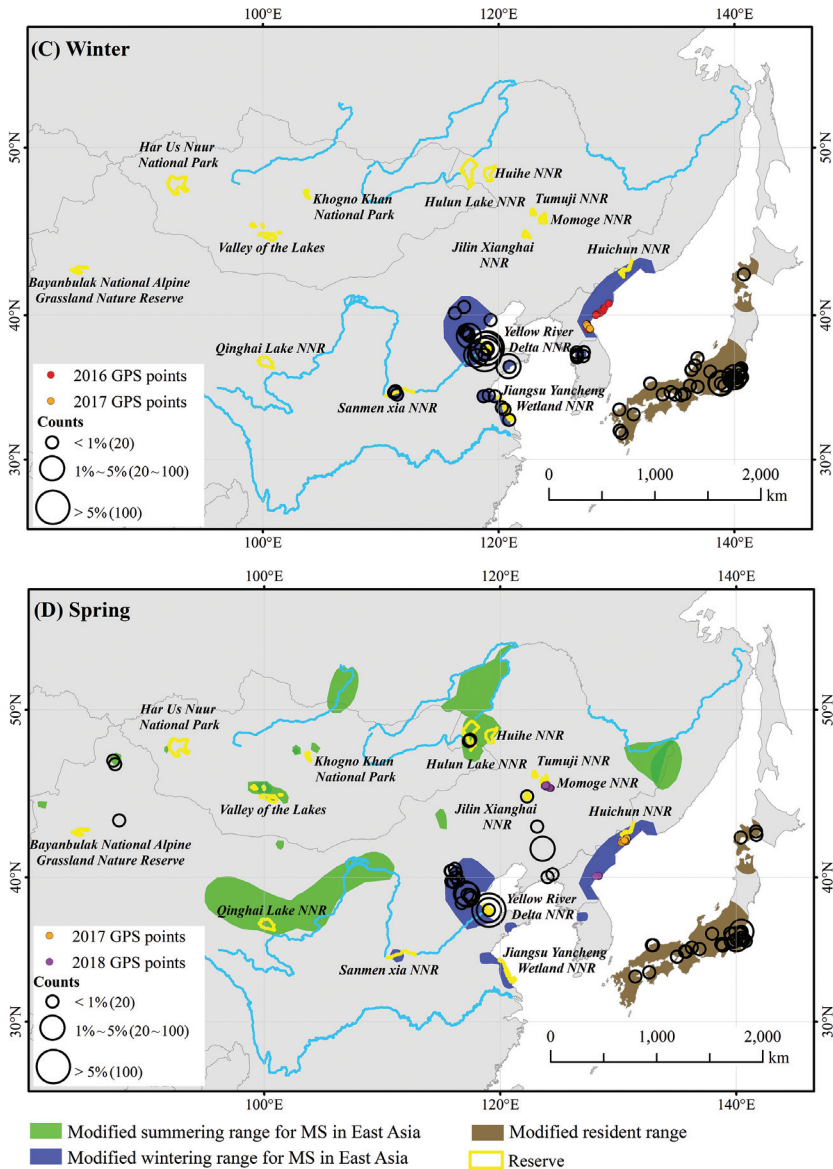 (C) Winter
100°E
120°E
140°E
50°N
40°N
30°N
Har Us Nuur
National Park
Khogno Khan
National Park
Valley of the Lakes
Bayanbulak National Alpine
Grassland Nature Reserve
Qinghai Lake NNR
Huihe NNR
Hulun Lake NNR
Tumuji NNR
Momoge NNR
Jilin Xianghai
NNR
Huichun NNR
Yellow River
Delta NNR
Jiangsu Yancheng
Wetland NNR
Sanmen xia NNR
2016 GPS points
2017 GPS points
Counts
< 1%(20)
1%~5%(20~100)
> 5%(100)
0
1,000
2,000
km
50°N
40°N
30°N
100°E
120°E
140°E
(D) Spring
100°E
120°E
140°E
50°N
40°N
30°N
Har Us Nuur
National Park
Khogno Khan
National Park
Valley of the Lakes
Bayanbulak National Alpine
Grassland Nature Reserve
Qinghai Lake NNR
Huihe NNR
Hulun Lake NNR
Tumuji NNR
Momoge NNR
Jilin Xianghai
NNR
Huichun NNR
Yellow River
Delta NNR
Jiangsu Yancheng
Wetland NNR
Sanmen xia NNR
2017 GPS points
2018 GPS points
Counts
< 1%(20)
1%~5%(20~100)
> 5%(100)
0
1,000
2,000
km
50°N
40°N
30°N
100°E
120°E
140°E
Modified summering range for MS in East Asia
Modified resident range
Modified wintering range for MS in East Asia
Reserve